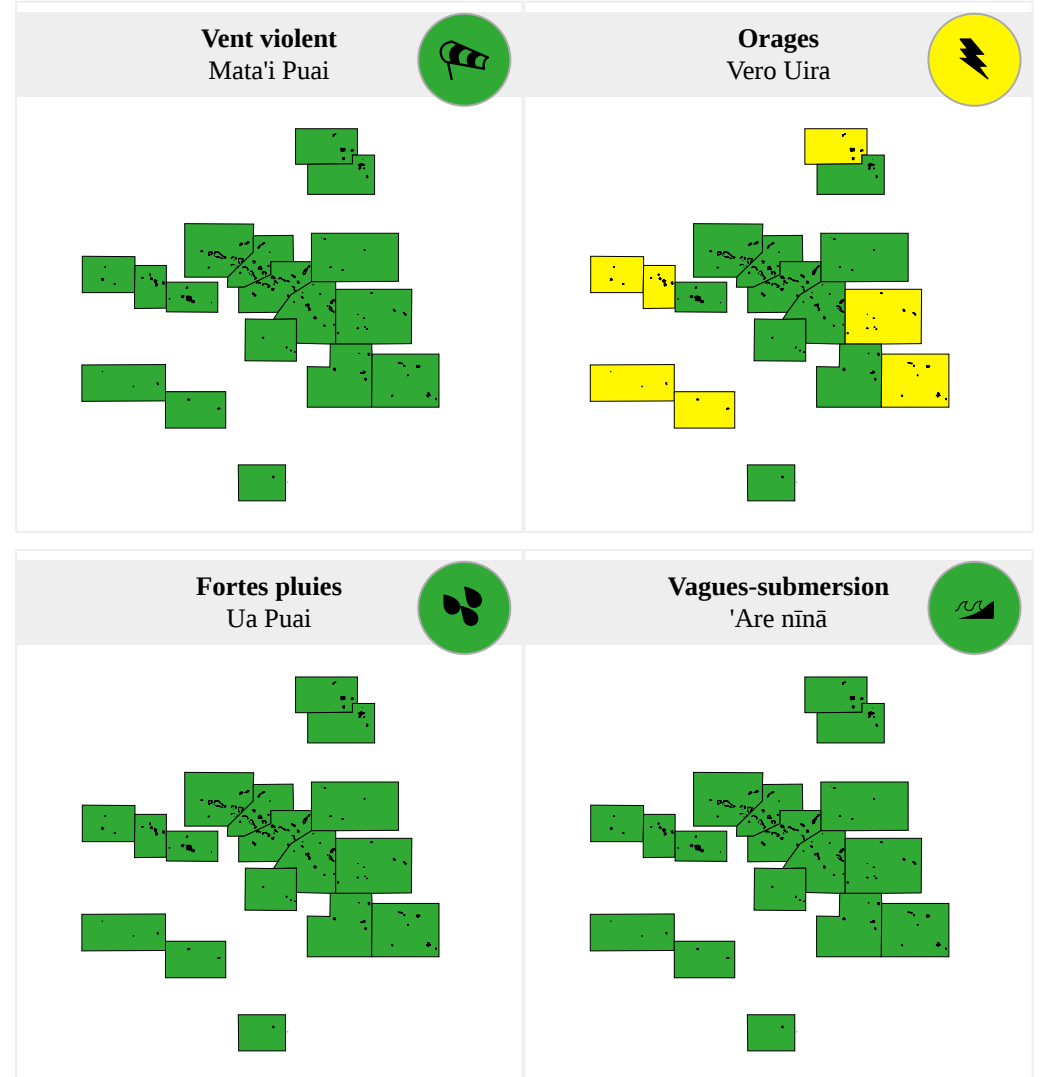 Vent violent
Mata'i Puai
Orages
Vero Uira
Fortes pluies
Ua Puai
Vagues-submersion
'Are nīnā